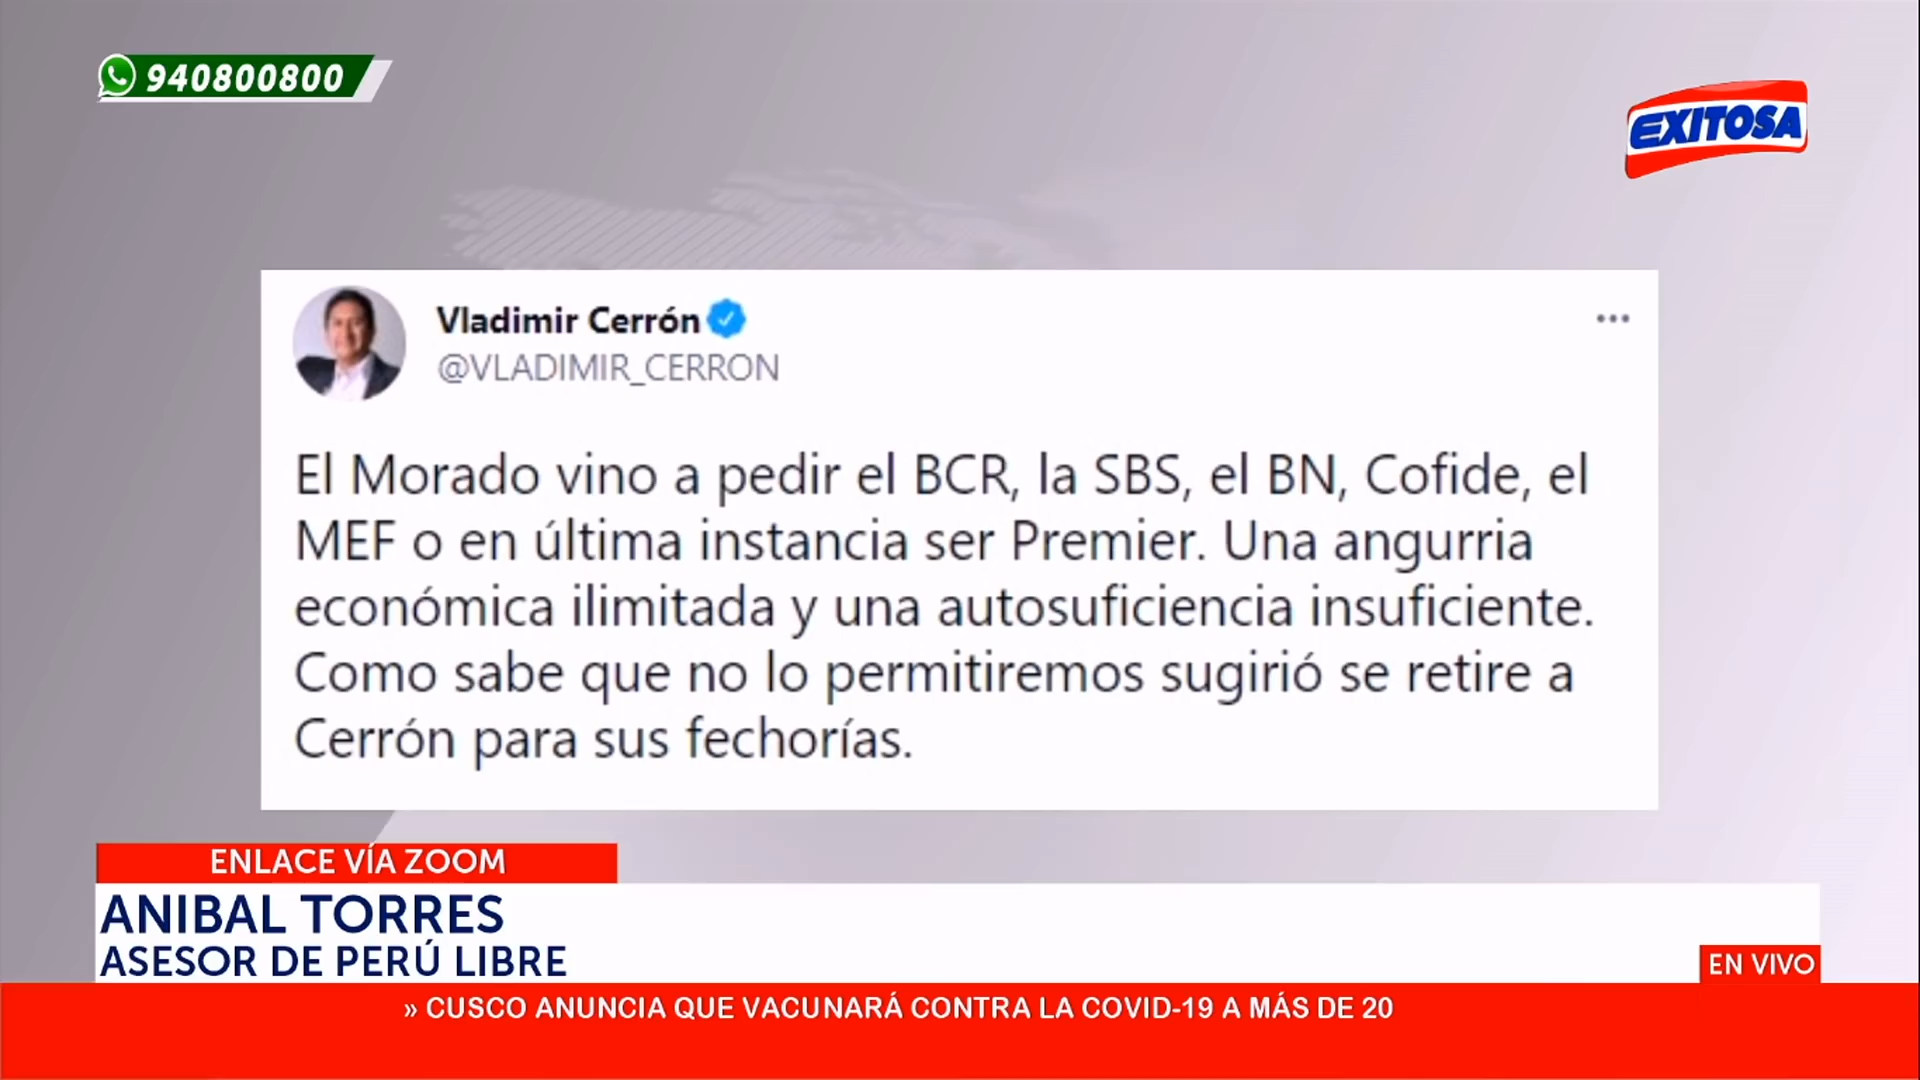 940800800
EXITOSA
Vladimir Cerrón
@VLADIMIR_CERRON
El Morado vino a pedir el BCR, la SBS, el BN, Cofide, el
MEF o en última instancia ser Premier. Una angurria
económica ilimitada y una autosuficiencia insuficiente.
Como sabe que no lo permitiremos sugirió se retire a
Cerrón para sus fechorías.
ENLACE VÍA ZOOM
ANIBAL TORRES
ASESOR DE PERÚ LIBRE
EN VIVO
» CUSCO ANUNCIA QUE VACUNARÁ CONTRA LA COVID-19 A MÁS DE 20